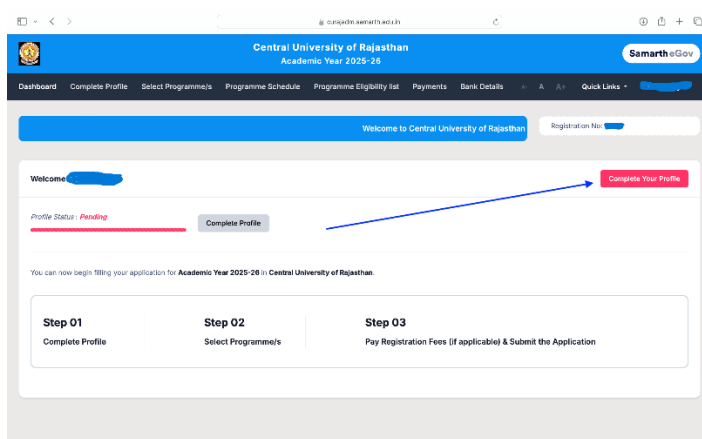 curajadm.samarth.edu.in
Central University of Rajasthan
Academic Year 2025-26
Samarth eGov
Dashboard Complete Profile Select Programme/s Programme Schedule Programme Eligibility list Payments Bank Details A- A A+ Quick Links
Welcome to Central University of Rajasthan
Registration No:
Welcome
Complete Your Profile
Profile Status : Pending
Complete Profile
You can now begin filling your application for Academic Year 2025-26 in Central University of Rajasthan.
Step 01 Step 02 Step 03
Complete Profile Select Programme/s Pay Registration Fees (if applicable) & Submit the Application